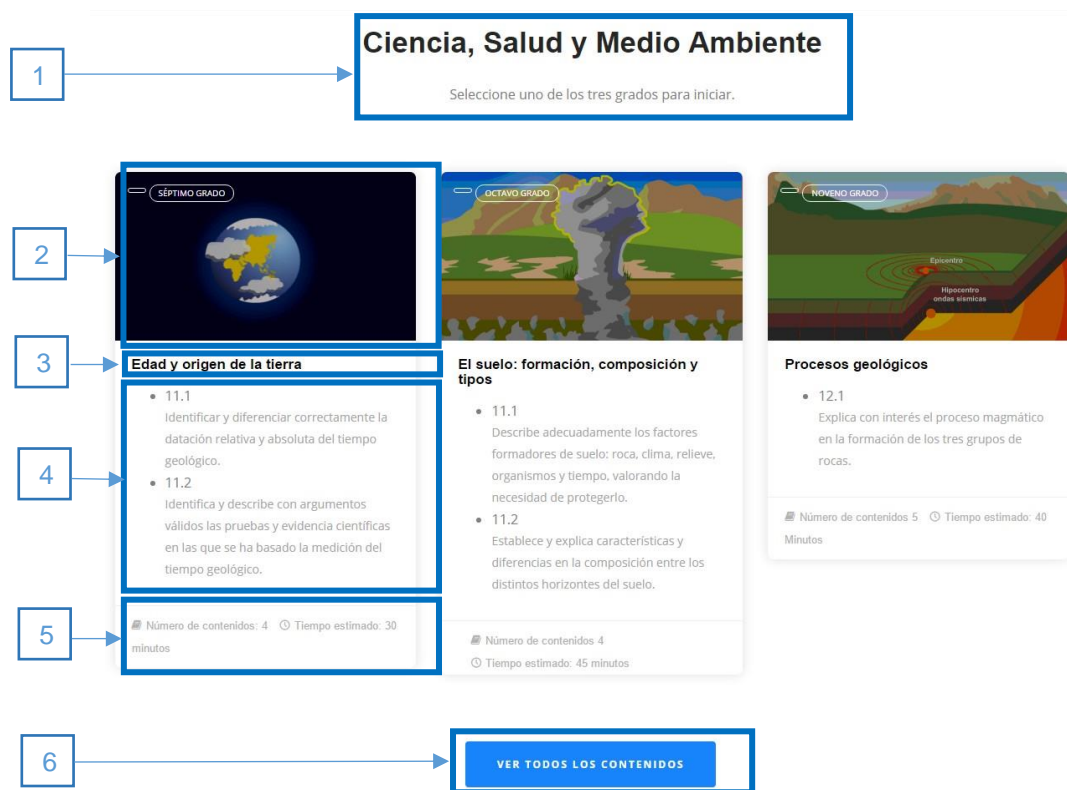 Ciencia, Salud y Medio Ambiente
1
Seleccione uno de los tres grados para iniciar.
2
SÉPTIMO GRADO
3
Edad y origen de la tierra
4
11.1
Identificar y diferenciar correctamente la
datación relativa y absoluta del tiempo
geológico.
11.2
Identifica y describe con argumentos
válidos las pruebas y evidencia científicas
en las que se ha basado la medición del
tiempo geológico.
5
Número de contenidos: 4 Tiempo estimado: 30
minutos
OCTAVO GRADO
El suelo: formación, composición y
tipos
11.1
Describe adecuadamente los factores
formadores de suelo: roca, clima, relieve,
organismos y tiempo, valorando la
necesidad de protegerlo.
11.2
Establece y explica características y
diferencias en la composición entre los
distintos horizontes del suelo.
Número de contenidos 4
Tiempo estimado: 45 minutos
NOVENO GRADO
Epicentro
Hipocentro
ondas sísmicas
Procesos geológicos
12.1
Explica con interés el proceso magmático
en la formación de los tres grupos de
rocas.
Número de contenidos 5 Tiempo estimado: 40
Minutos
6
VER TODOS LOS CONTENIDOS